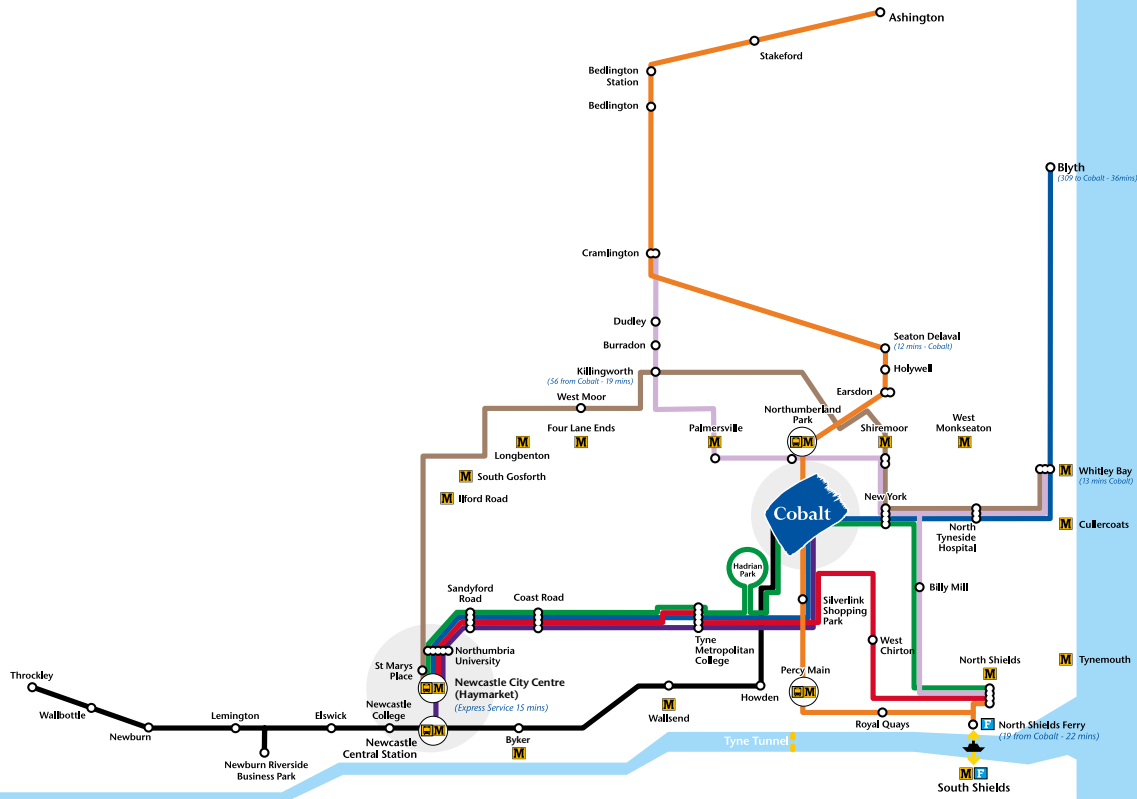 Ashington
Stakeford
Bedlington
Station
Bedlington
Blyth
(309 to Cobalt - 36mins)
Cramlington
Dudley
Burradon
Seaton Delaval
(12 mins - Cobalt)
Holywell
Killingworth
(56 from Cobalt - 19 mins)
Earsdon
West Moor
Northumberland
Park
Four Lane Ends
M
Longbenton
M
Palmersville
M
M
Shiremoor
M
West
Monkseaton
M
M South Gosforth
M Ilford Road
M Whitley Bay
(13 mins Cobalt)
New York
Cobalt
North
Tyneside
Hospital
M Cullercoats
Hadrian
Park
Billy Mill
Sandyford
Road
Coast Road
Silverlink
Shopping
Park
Tyne
Metropolitan
College
West
Chirton
Northumbria
University
St Marys
Place
M Tynemouth
North Shields
M
Percy Main
M
Throckley
Wallbottle
Newburn
Lemington
Elswick
Newcastle
College
M
Newcastle City Centre
(Haymarket)
(Express Service 15 mins)
Howden
M
Wallsend
Royal Quays
Newburn Riverside
Business Park
M
Newcastle
Central Station
Byker
M
Tyne Tunnel
F North Shields Ferry
(19 from Cobalt - 22 mins)
M F
South Shields